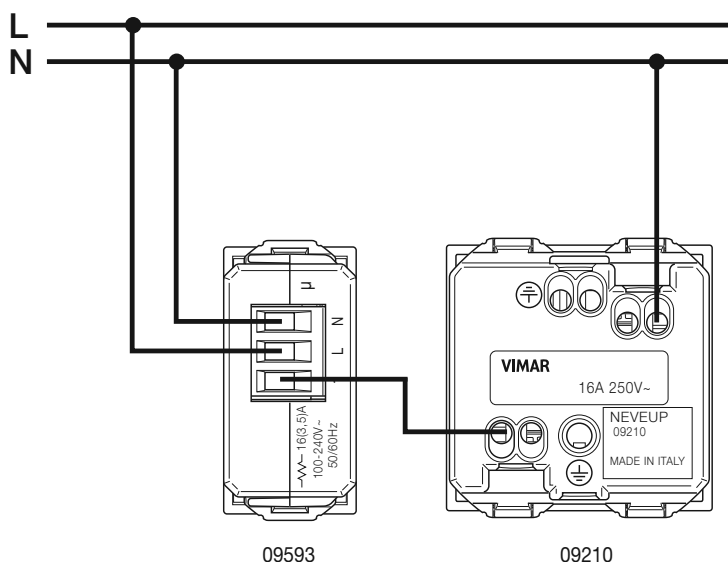 L
N
µ
N
L
16(3,5)A
100-240V~
50/60Hz
VIMAR
16A 250V~
NEVEUP
09210
MADE IN ITALY
09593
09210